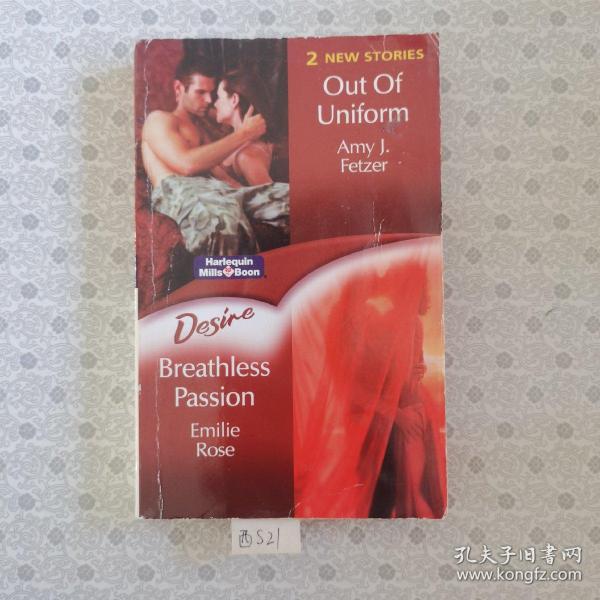 2 NEW STORIES
Out Of
Uniform
Amy J.
Fetzer
Harlequin
Mills & Boon
Desire
Breathless
Passion
Emilie
Rose
西S21
孔夫子旧书网
www.kongfz.com